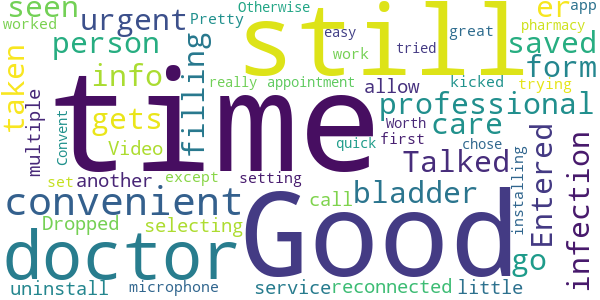 seen
worked
urgent
Pretty
Otherwise
still
easy
great
app
er
pharmacy
person
tried
work
saved
taken
info
filling
really
appointment
kicked
trying
form
multiple
gets
time
allow
professional
Convent
Video
quick
Worth
first
care
chose
another
except
setting
Talked
installiing
Entered
infection
set
convenient
selecting
Good
call
bladder
Dropped
doctor
go
uninstall
microphone
service
reconnected
little